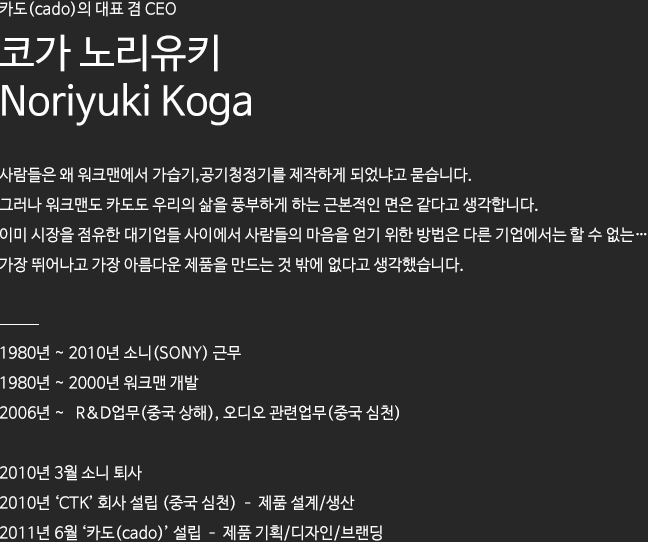 카도(cado)의 대표 겸 CEO
코가 노리유키
Noriyuki Koga
사람들은 왜 워크맨에서 가습기,공기청정기를 제작하게 되었냐고 묻습니다.
그러나 워크맨도 카도도 우리의 삶을 풍부하게 하는 근본적인 면은 같다고 생각합니다.
이미 시장을 점유한 대기업들 사이에서 사람들의 마음을 얻기 위한 방법은 다른 기업에서는 할 수 없는…
가장 뛰어나고 가장 아름다운 제품을 만드는 것 밖에 없다고 생각했습니다.
1980년 ~ 2010년 소니(SONY) 근무
1980년 ~ 2000년 워크맨 개발
2006년 ~ R&D업무(중국 상해), 오디오 관련업무(중국 심천)
2010년 3월 소니 퇴사
2010년 ‘CTK’ 회사 설립 (중국 심천) - 제품 설계/생산
2011년 6월 ‘카도(cado)’ 설립 - 제품 기획/디자인/브랜딩